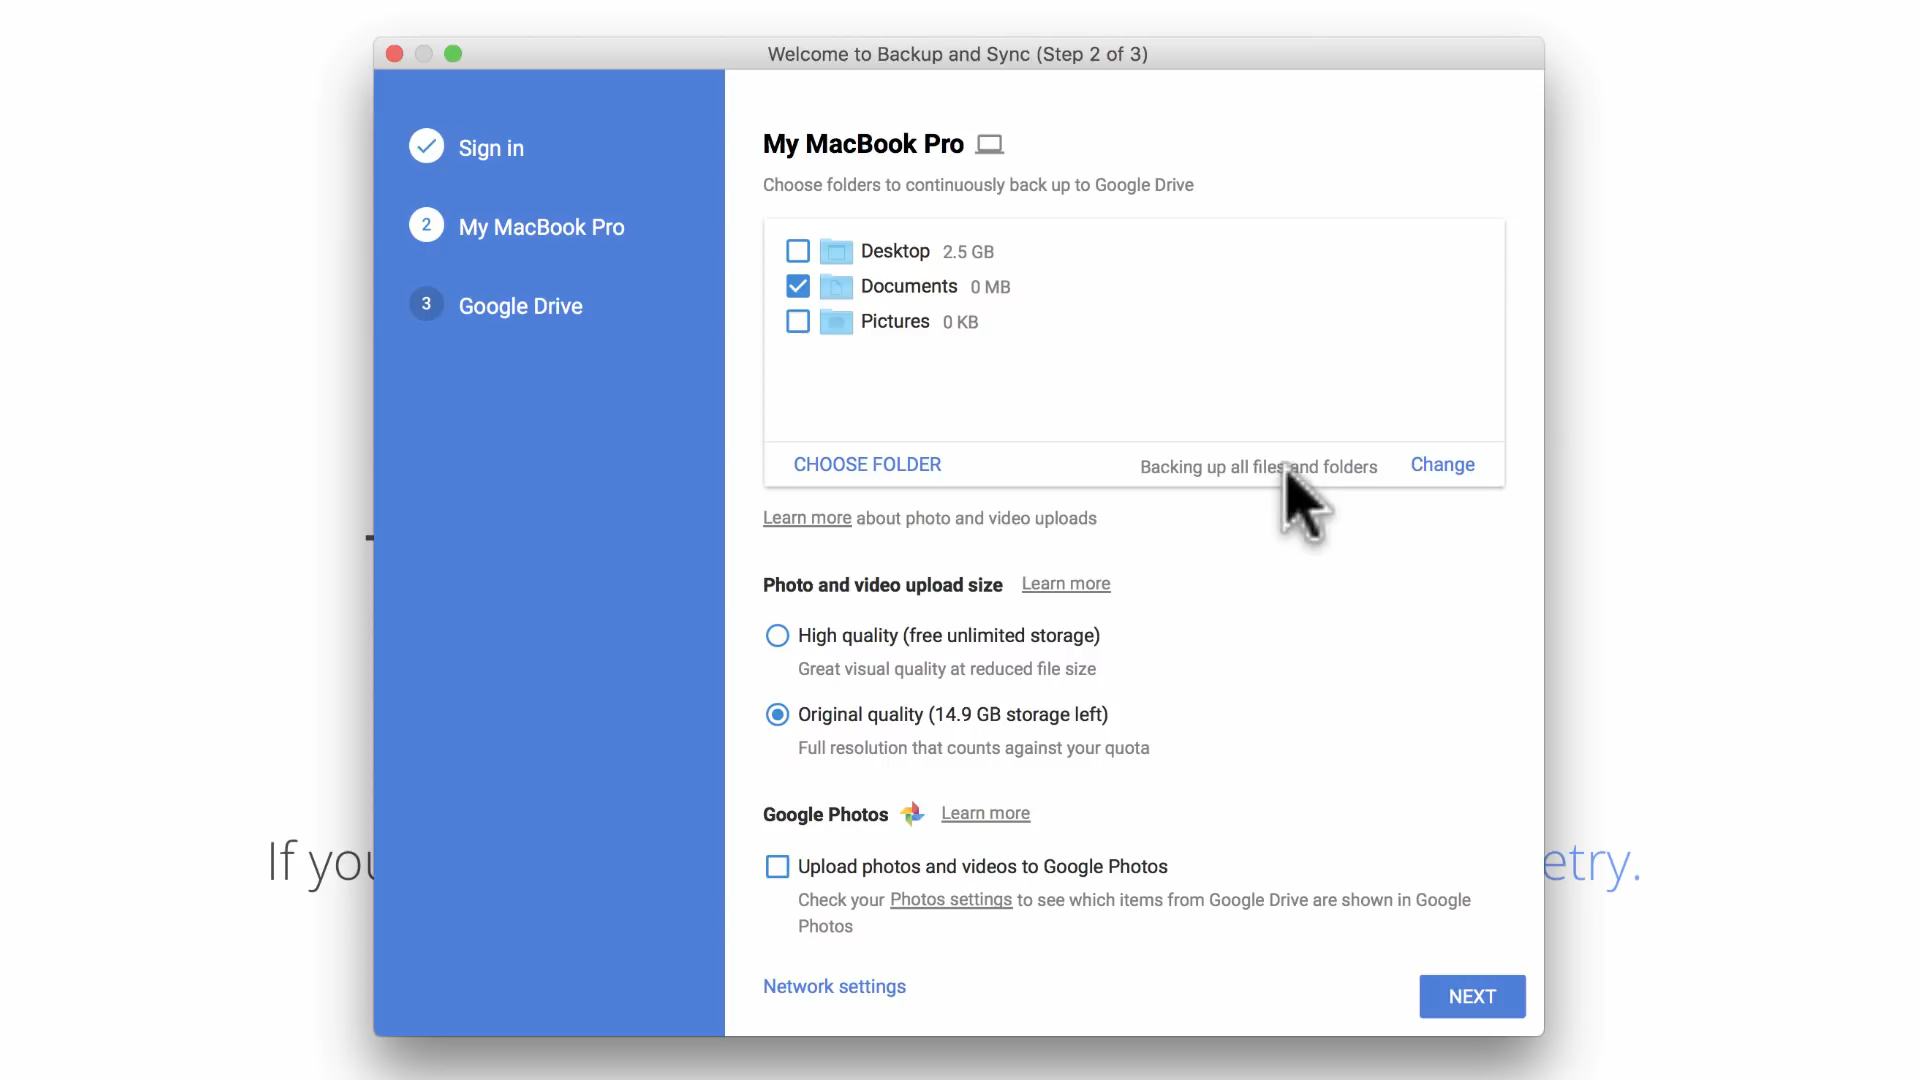 Welcome to Backup and Sync (Step 2 of 3)
Sign in
2 My MacBook Pro
3 Google Drive
My MacBook Pro
Choose folders to continuously back up to Google Drive
Desktop 2.5 GB
Documents 0 MB
Pictures 0 KB
CHOOSE FOLDER Backing up all files and folders Change
Learn more about photo and video uploads
Photo and video upload size Learn more
High quality (free unlimited storage)
Great visual quality at reduced file size
Original quality (14.9 GB storage left)
Full resolution that counts against your quota
Google Photos Learn more
Upload photos and videos to Google Photos
Check your Photos settings to see which items from Google Drive are shown in Google
Photos
Network settings
NEXT
If you
etry.